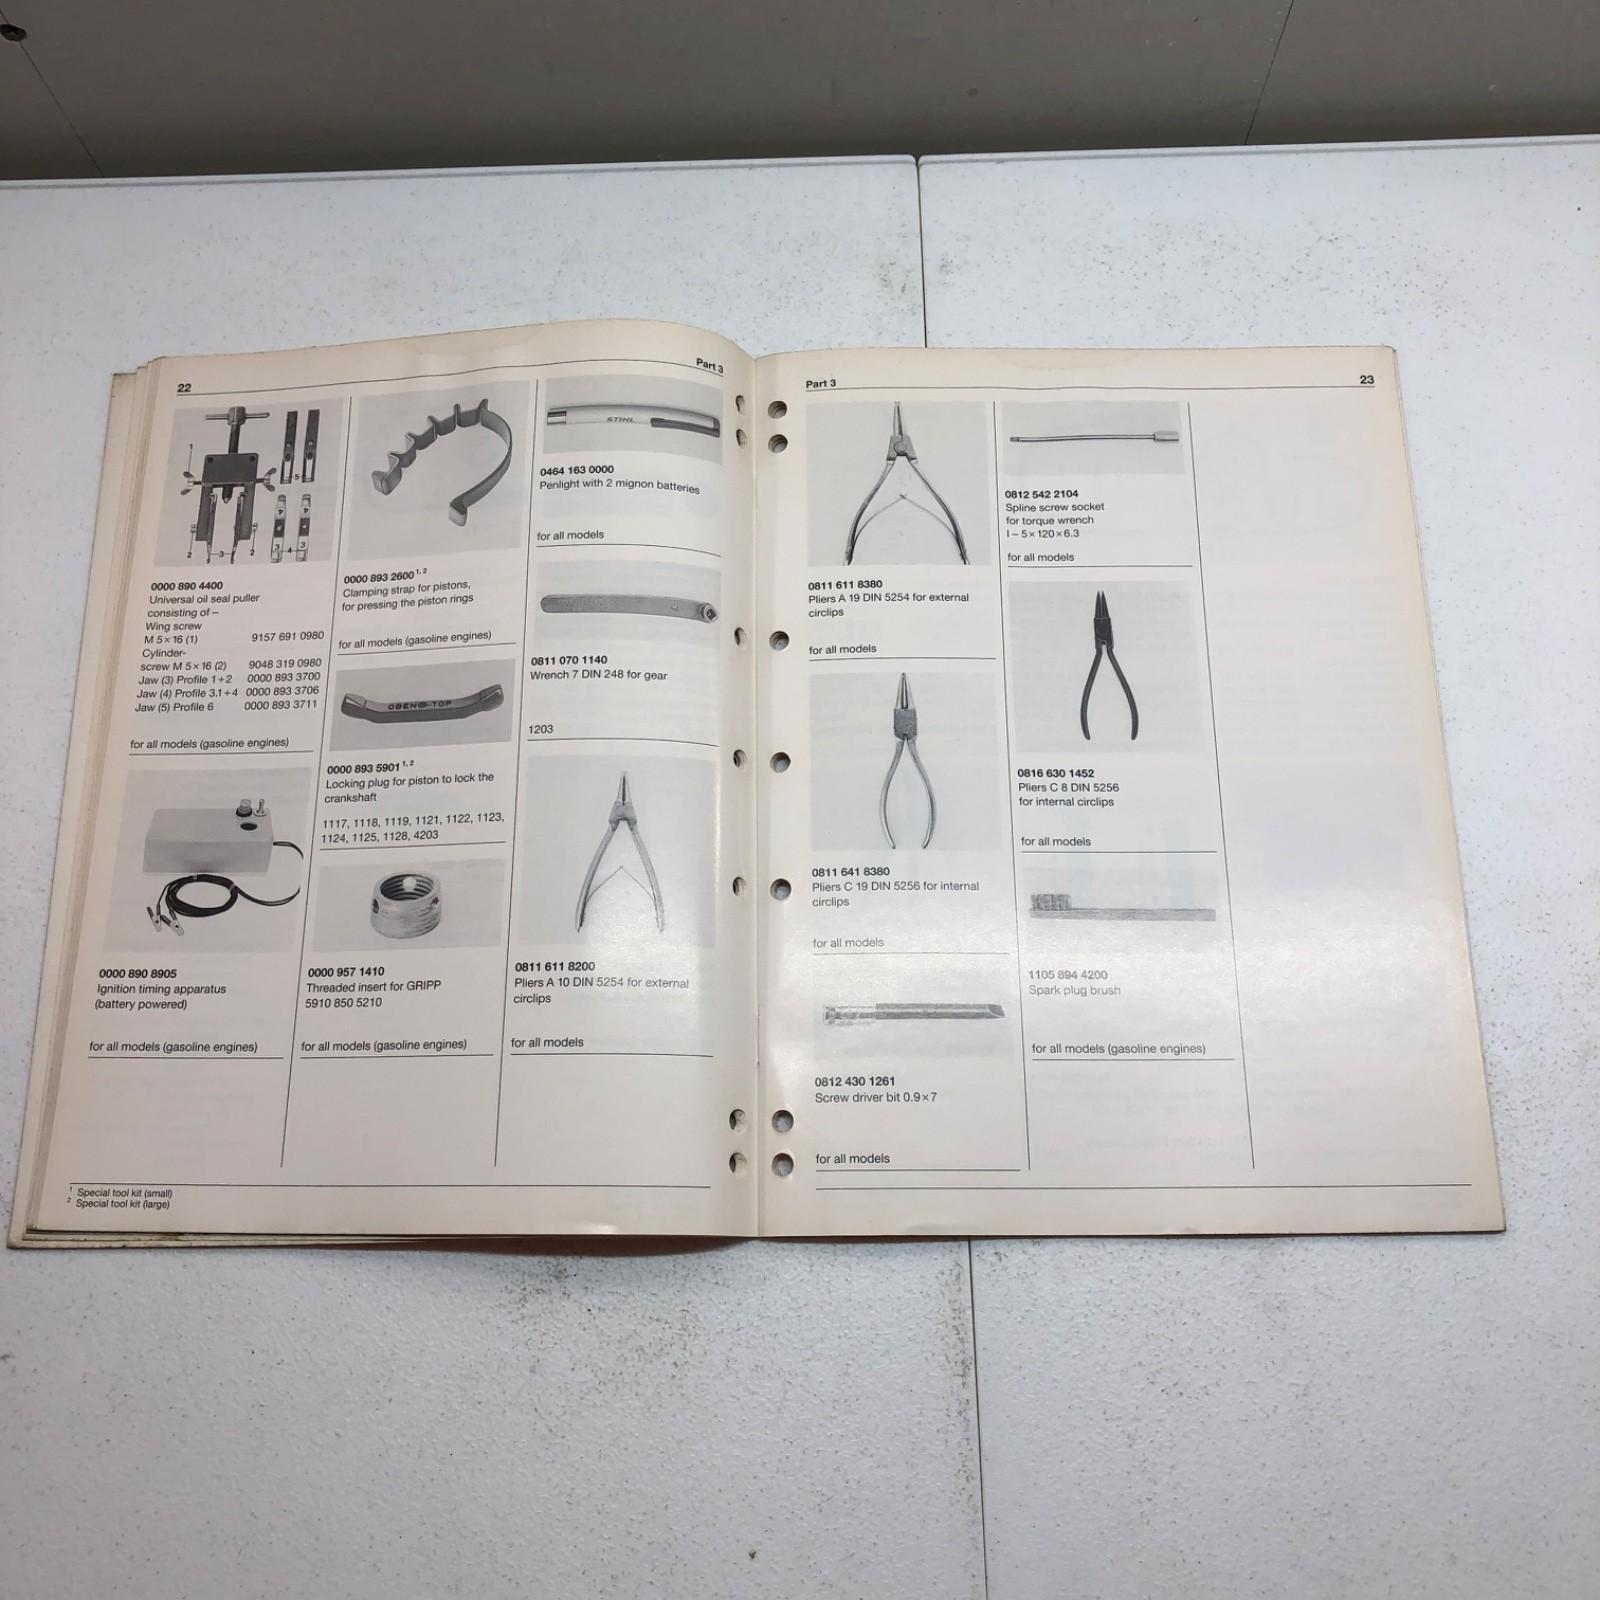 22
Part 3
1
5
2
3
2
3
4
3
0000 890 4400
Universal oil seal puller
consisting of –
Wing screw
M 5×16 (1) 9157 691 0980
Cylinder-
screw M 5×16 (2) 9048 319 0980
Jaw (3) Profile 1+2 0000 893 3700
Jaw (4) Profile 3.1+4 0000 893 3706
Jaw (5) Profile 6 0000 893 3711
for all models (gasoline engines)
0000 890 8905
Ignition timing apparatus
(battery powered)
for all models (gasoline engines)
0000 893 2600 1, 2
Clamping strap for pistons,
for pressing the piston rings
for all models (gasoline engines)
OBEN TOP
0000 893 5901 1, 2
Locking plug for piston to lock the
crankshaft
1117, 1118, 1119, 1121, 1122, 1123,
1124, 1125, 1128, 4203
0000 957 1410
Threaded insert for GRIPP
5910 850 5210
for all models (gasoline engines)
STIHL
0464 163 0000
Penlight with 2 mignon batteries
for all models
0811 070 1140
Wrench 7 DIN 248 for gear
1203
0811 611 8200
Pliers A 10 DIN 5254 for external
circlips
for all models
1 Special tool kit (small)
2 Special tool kit (large)
Part 3
23
0811 611 8380
Pliers A 19 DIN 5254 for external
circlips
for all models
0811 641 8380
Pliers C 19 DIN 5256 for internal
circlips
for all models
0812 430 1261
Screw driver bit 0.9×7
for all models
0812 542 2104
Spline screw socket
for torque wrench
I – 5×120×6.3
for all models
0816 630 1452
Pliers C 8 DIN 5256
for internal circlips
for all models
1105 894 4200
Spark plug brush
for all models (gasoline engines)